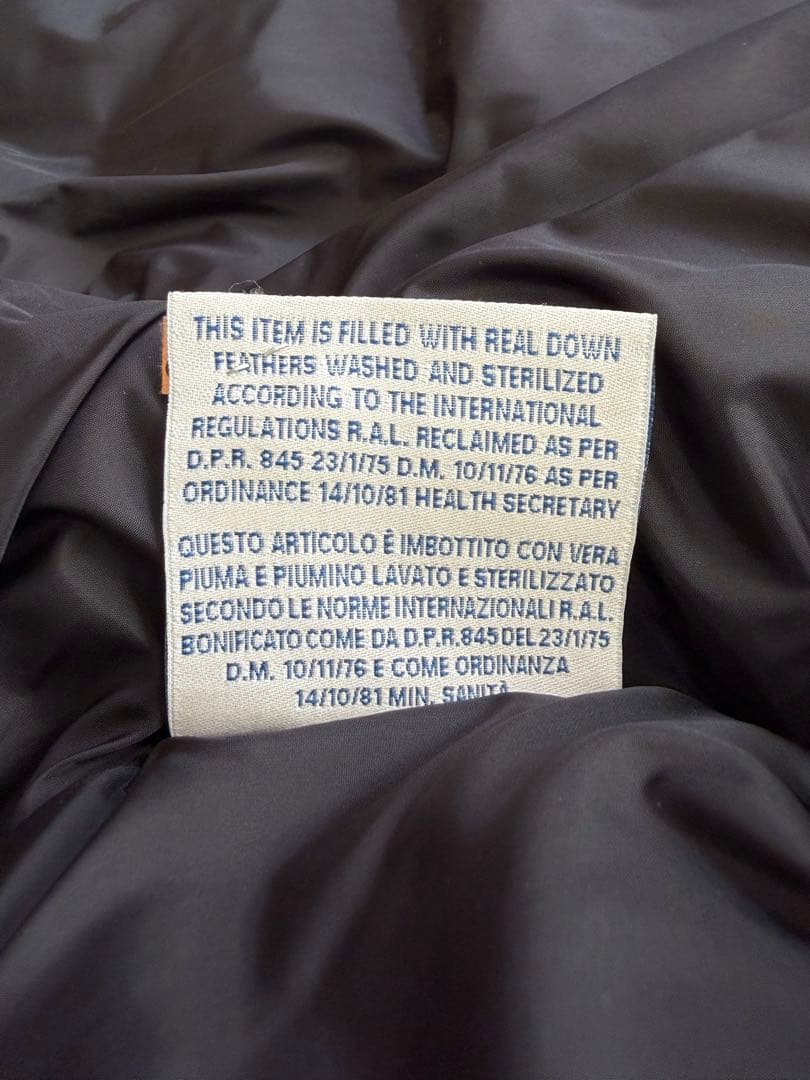 THIS ITEM IS FILLED WITH REAL DOWN
FEATHERS WASHED AND STERILIZED
ACCORDING TO THE INTERNATIONAL
REGULATIONS R.A.L. RECLAIMED AS PER
D.P.R. 845 23/1/75 D.M. 10/11/76 AS PER
ORDINANCE 14/10/81 HEALTH SECRETARY
QUESTO ARTICOLO Ê IMBOTTITO CON VERA
PIUMA E PIUMINO LAVATO E STERILIZZATO
SECONDO LE NORME INTERNAZIONALI R.A.L.
BONIFICATO COME DA D.P.R. 845 DEL 23/1/75
D.M. 10/11/76 E COME ORDINANZA
14/10/81 MIN. SANITÀ